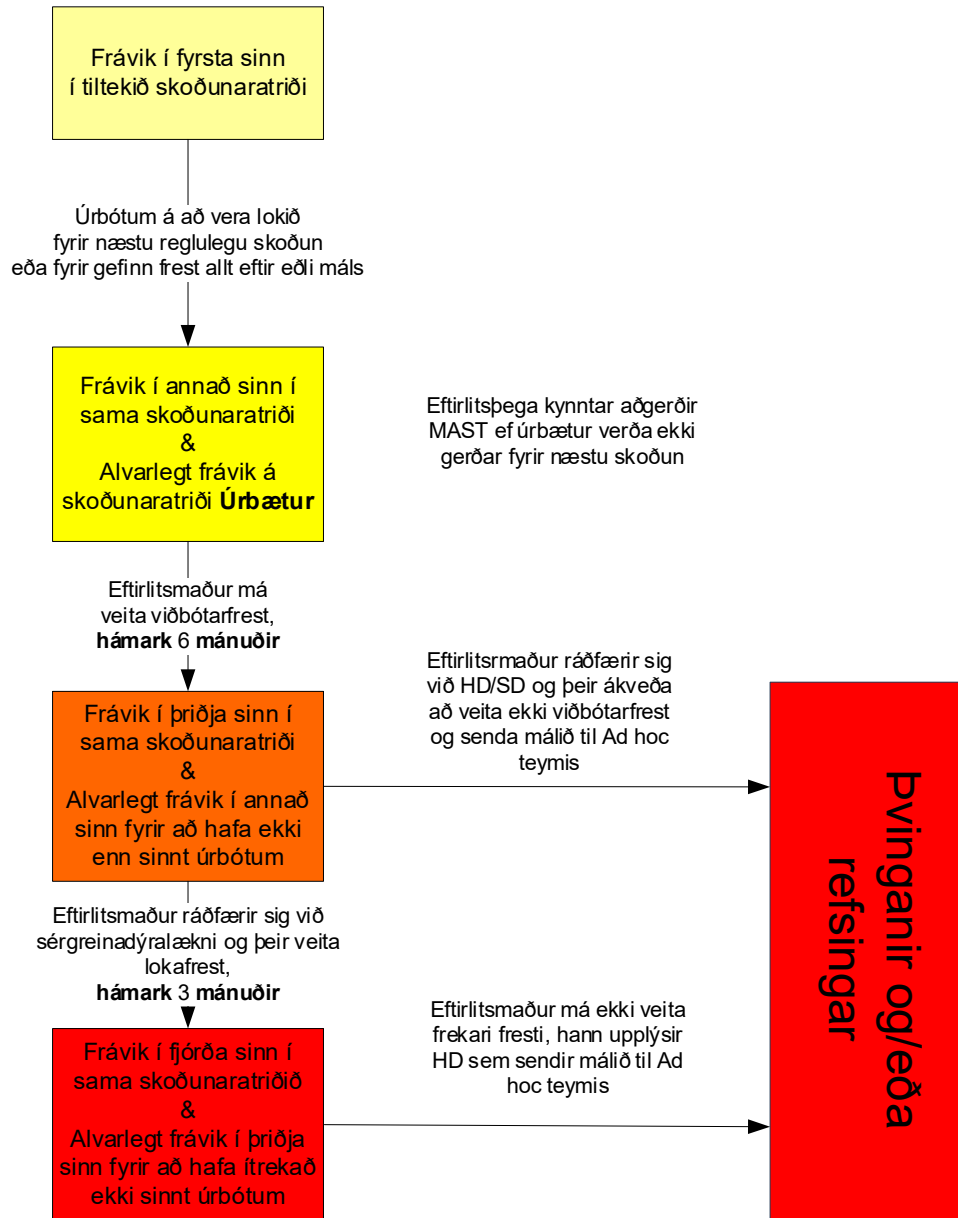 Frávik í fyrsta sinn
í tiltekið skoðunaratriði
Úrbótum á að vera lokið
fyrir næstu reglulegu skoðun
eða fyrir gefinn frest allt eftir eðli máls
Frávik í annað sinn í
sama skoðunaratriði
&
Alvarlegt frávik á
skoðunaratriði Úrbætur
Eftirlitsþega kynntar aðgerðir
MAST ef úrbætur verða ekki
gerðar fyrir næstu skoðun
Eftirlitsmaður má
veita viðbótarfrest,
hámark 6 mánuðir
Frávik í þriðja sinn í
sama skoðunaratriði
&
Alvarlegt frávik í annað
sinn fyrir að hafa ekki
enn sinnt úrbótum
Eftirlitsrmaður ráðfærir sig
við HD/SD og þeir ákveða
að veita ekki viðbótarfrest
og senda málið til Ad hoc
teymis
Eftirlitsmaður ráðfærir sig við
sérgreinadýralækni og þeir veita
lokafrest,
hámark 3 mánuðir
Frávik í fjórða sinn í
sama skoðunaratriðið
&
Alvarlegt frávik í þriðja
sinn fyrir að hafa ítrekað
ekki sinnt úrbótum
Eftirlitsmaður má ekki veita
frekari fresti, hann upplýsir
HD sem sendir málið til Ad
hoc teymis
Þvinganir og/eða
refsingar